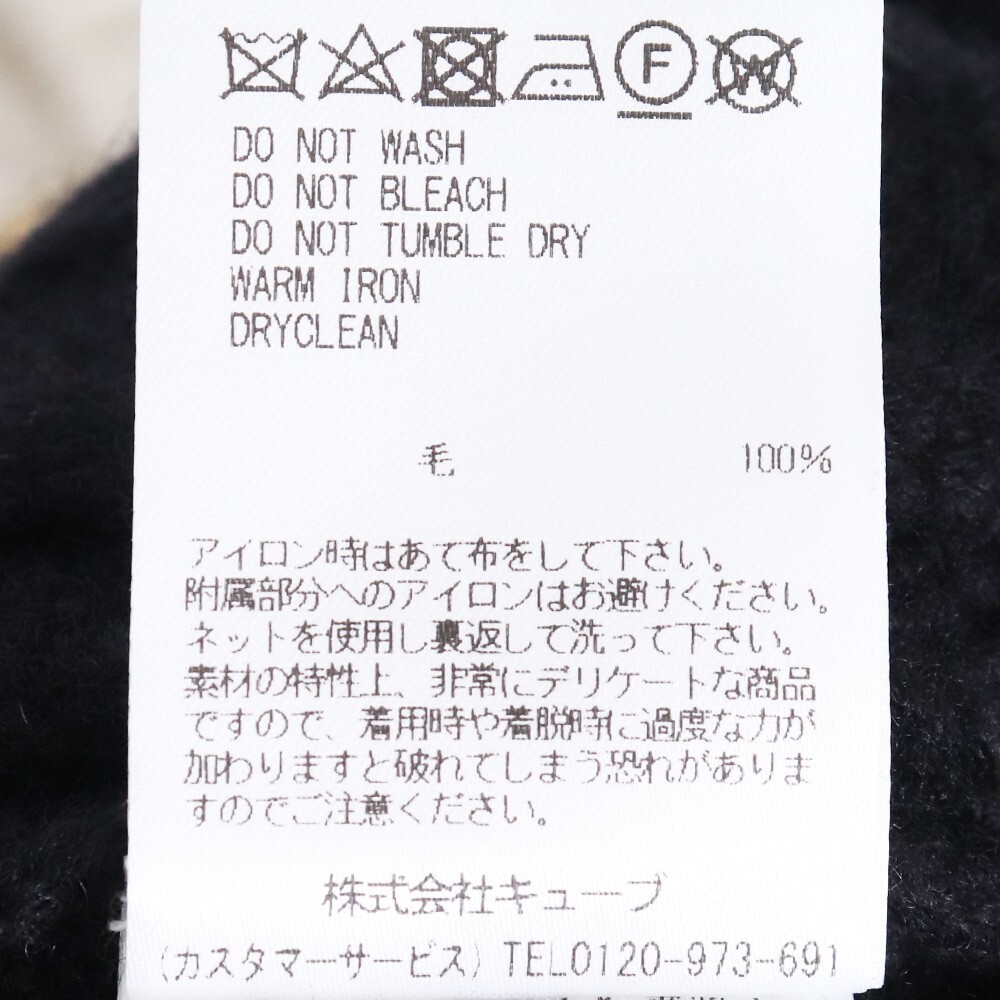 F W
DO NOT WASH
DO NOT BLEACH
DO NOT TUMBLE DRY
WARM IRON
DRYCLEAN
毛 100%
アイロン時はあて布をして下さい。
附属部分へのアイロンはお避けください。
ネットを使用し裏返して洗って下さい。
素材の特性上、非常にデリケートな商品
ですので、着用時や着脱時に過度な力が
加わりますと破れてしまう恐れがありま
すのでご注意ください。
株式会社キューブ
(カスタマーサービス) TEL0120-973-691